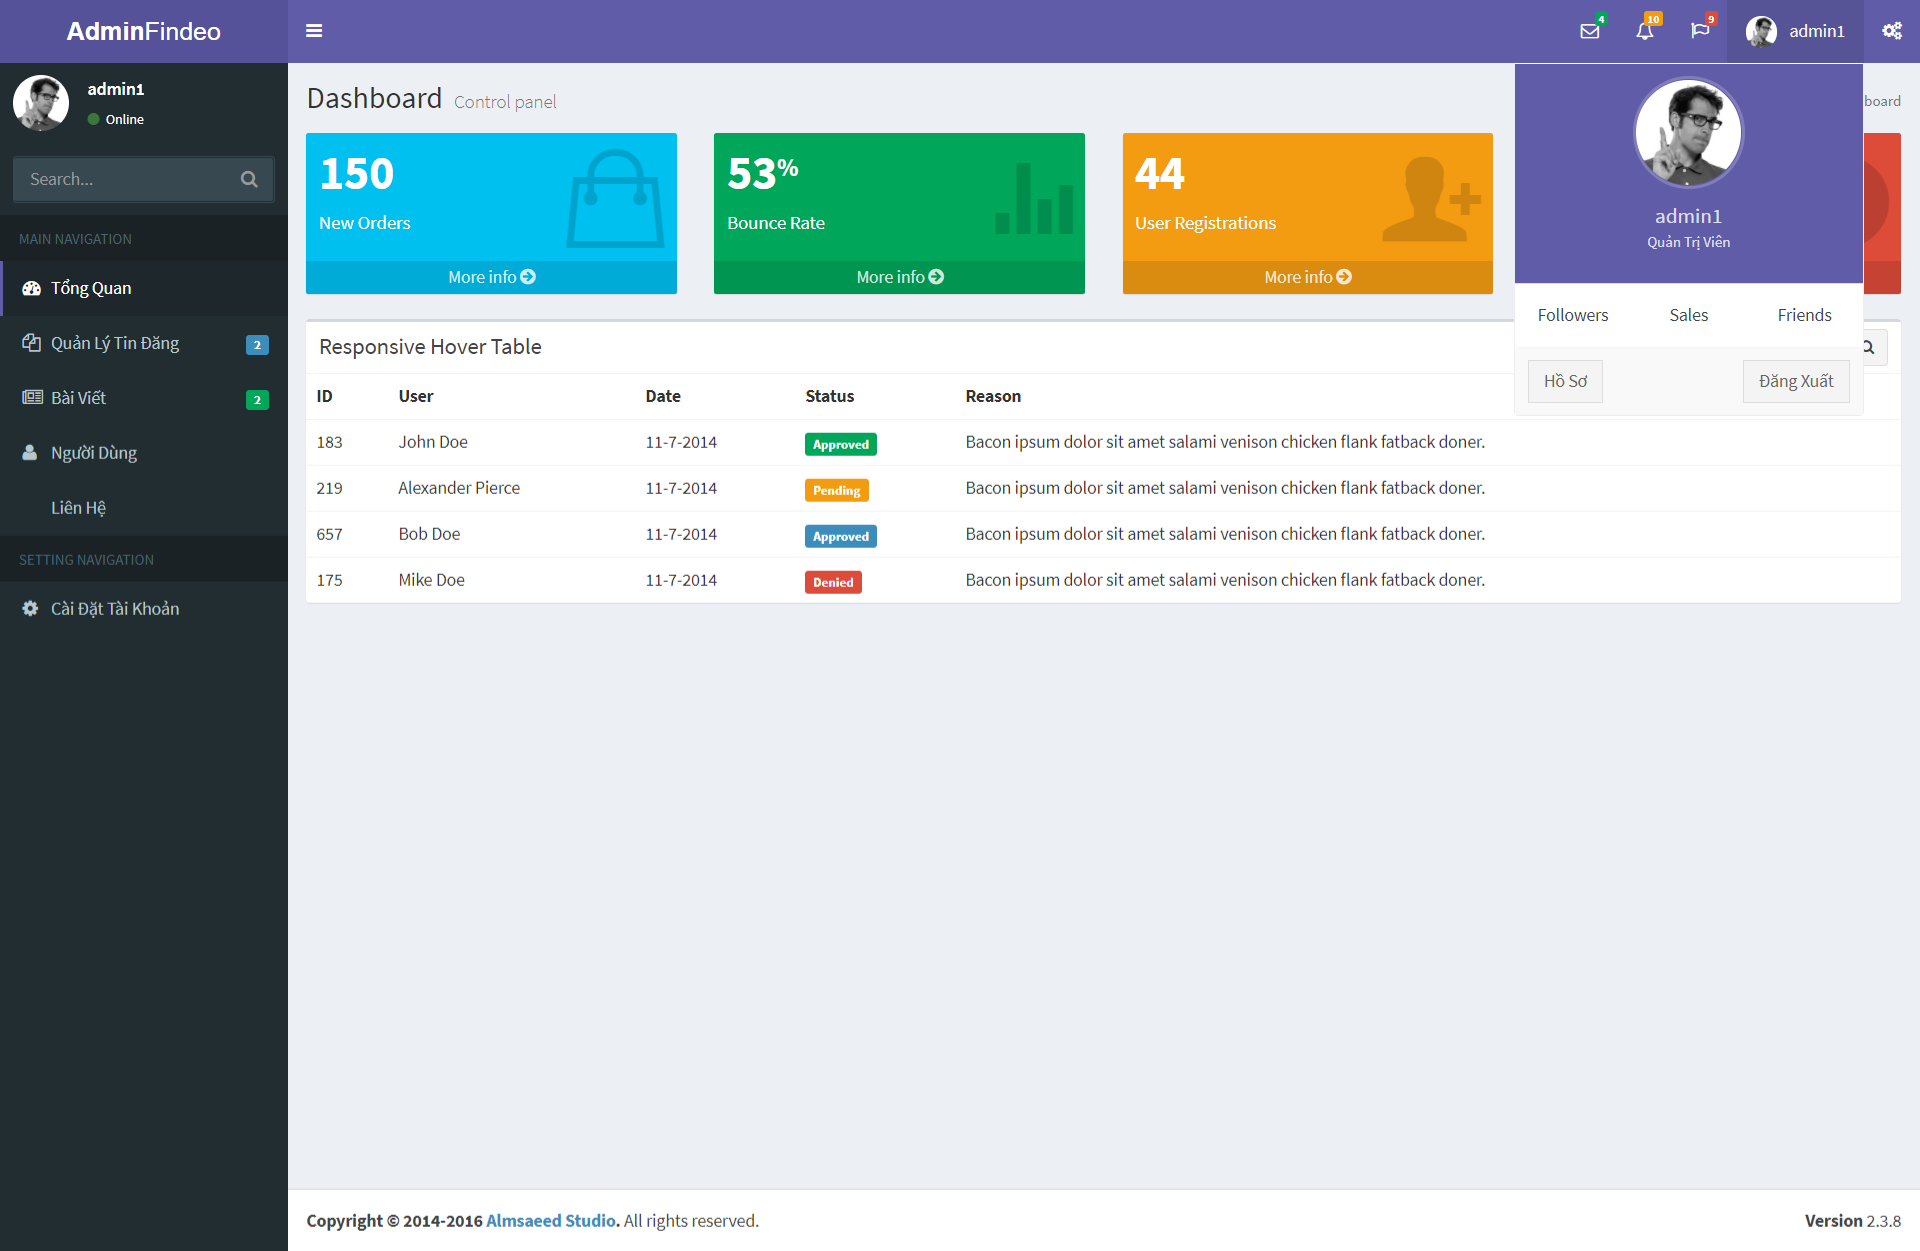 AdminFindeo
4
10
9
admin1
admin1
Online
Search...
MAIN NAVIGATION
Tổng Quan
Quản Lý Tin Đăng 2
Bài Viết 2
Người Dùng
Liên Hệ
SETTING NAVIGATION
Cài Đặt Tài Khoản
Dashboard Control panel
board
150
New Orders
More info
53%
Bounce Rate
More info
44
User Registrations
More info
admin1
Quản Trị Viên
Followers Sales Friends
Hồ Sơ Đăng Xuất
Responsive Hover Table
ID User Date Status Reason
183 John Doe 11-7-2014 Approved Bacon ipsum dolor sit amet salami venison chicken flank fatback doner.
219 Alexander Pierce 11-7-2014 Pending Bacon ipsum dolor sit amet salami venison chicken flank fatback doner.
657 Bob Doe 11-7-2014 Approved Bacon ipsum dolor sit amet salami venison chicken flank fatback doner.
175 Mike Doe 11-7-2014 Denied Bacon ipsum dolor sit amet salami venison chicken flank fatback doner.
Copyright © 2014-2016 Almsaeed Studio. All rights reserved.
Version 2.3.8